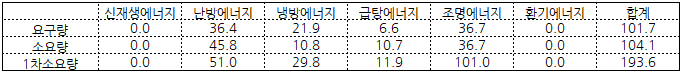 신재생에너지 난방에너지 냉방에너지 급탕에너지 조명에너지 환기에너지 합계
요구량 0.0 36.4 21.9 6.6 36.7 0.0 101.7
소요량 0.0 45.8 10.8 10.7 36.7 0.0 104.1
1차소요량 0.0 51.0 29.8 11.9 101.0 0.0 193.6